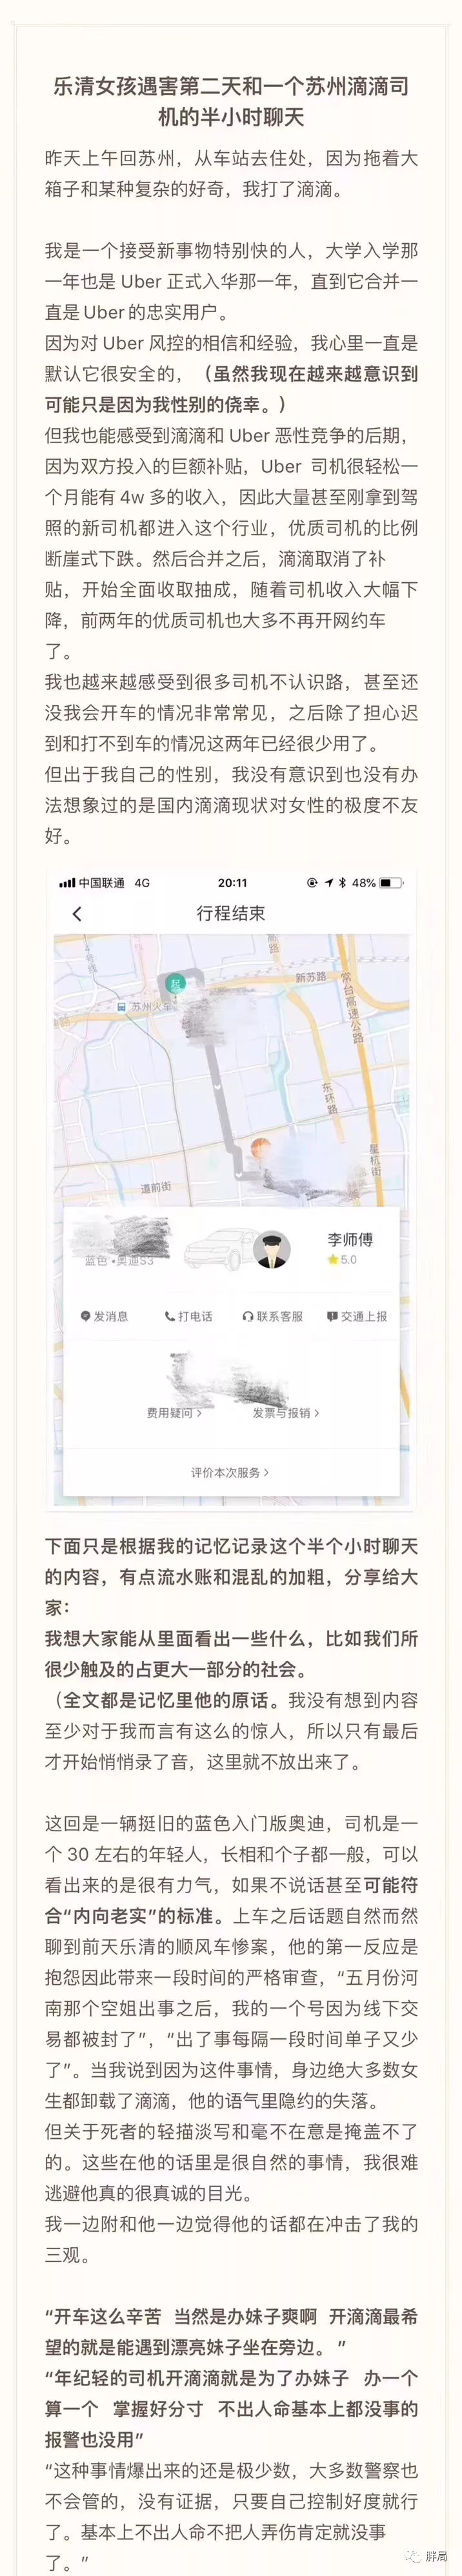 乐清女孩遇害第二天和一个苏州滴滴司
机的半小时聊天
昨天上午回苏州，从车站去住处，因为拖着大
箱子和某种复杂的好奇，我打了滴滴。
我是一个接受新事物特别快的人，大学入学那
一年也是 Uber 正式入华那一年，直到它合并一
直是 Uber 的忠实用户。
因为对 Uber 风控的相信和经验，我心里一直是
默认它很安全的，（虽然我现在越来越意识到
可能只是因为我性别的侥幸。）
但我也能感受到滴滴和 Uber 恶性竞争的后期，
因为双方投入的巨额补贴，Uber 司机很轻松一
个月能有 4w 多的收入，因此大量甚至刚拿到驾
照的新司机都进入这个行业，优质司机的比例
断崖式下跌。然后合并之后，滴滴取消了补
贴，开始全面收取抽成，随着司机收入大幅下
降，前两年的优质司机也大多不再开网约车
了。
我也越来越感受到很多司机不认识路，甚至还
没我会开车的情况非常常见，之后除了担心迟
到和打不到车的情况这两年已经很少用了。
但出于我自己的性别，我没有意识到也没有办
法想象过的是国内滴滴现状对女性的极度不友
好。
中国联通 4G 20:11 48%
行程结束
高
路
4号线
起
新苏路
常台高速公路
苏州火车
东环路
星杭街
道前街
李师傅
蓝色 •奥迪S3 5.0
发消息 打电话 联系客服 交通上报
费用疑问 > 发票与报销 >
评价本次服务 >
下面只是根据我的记忆记录这个半个小时聊天
的内容，有点流水账和混乱的加粗，分享给大
家：
我想大家能从里面看出一些什么，比如我们所
很少触及的占更大一部分的社会。
（全文都是记忆里他的原话。我没有想到内容
至少对于我而言有这么的惊人，所以只有最后
才开始悄悄录了音，这里就不放出来了。
这回是一辆挺旧的蓝色入门版奥迪，司机是一
个 30 左右的年轻人，长相和个子都一般，可以
看出来的是很有力气，如果不说话甚至可能符
合“内向老实”的标准。上车之后话题自然而然
聊到前天乐清的顺风车惨案，他的第一反应是
抱怨因此带来一段时间的严格审查，“五月份河
南那个空姐出事之后，我的一个号因为线下交
易都被封了”，“出了事每隔一段时间单子又少
了”。当我说到因为这件事情，身边绝大多数女
生都卸载了滴滴，他的语气里隐约的失落。
但关于死者的轻描淡写和毫不在意是掩盖不了
的。这些在他的话里是很自然的事情，我很难
逃避他真的很真诚的目光。
我一边附和他一边觉得他的话都在冲击了我的
三观。
“开车这么辛苦 当然是办妹子爽啊 开滴滴最希
望的就是能遇到漂亮妹子坐在旁边。”
“年纪轻的司机开滴滴就是为了办妹子 办一个
算一个 掌握好分寸 不出人命基本上都没事的
报警也没用”
“这种事情爆出来的还是极少数，大多数警察也
不会管的，没有证据，只要自己控制好度就行
了。基本上不出人命不把人弄伤肯定就没事
了。”
胖局